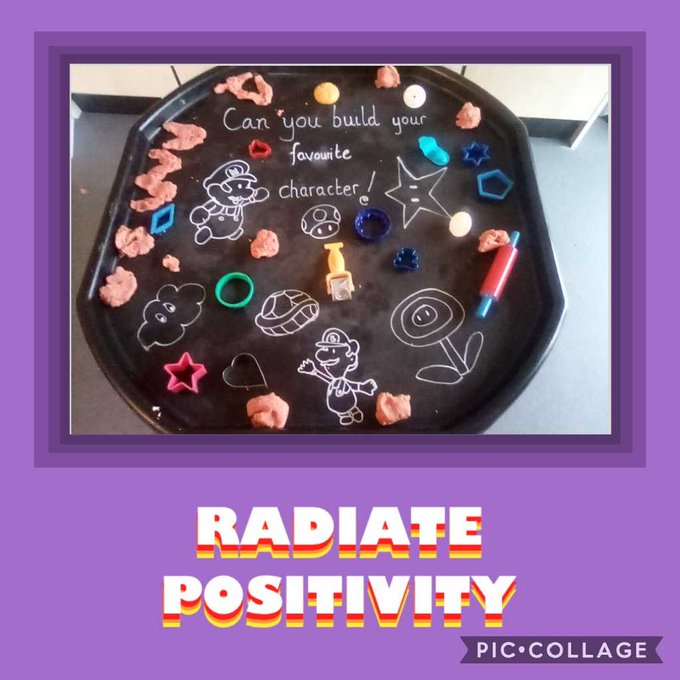 Can you build your
favourite
character!
RADIATE
POSITIVITY
PIC•COLLAGE